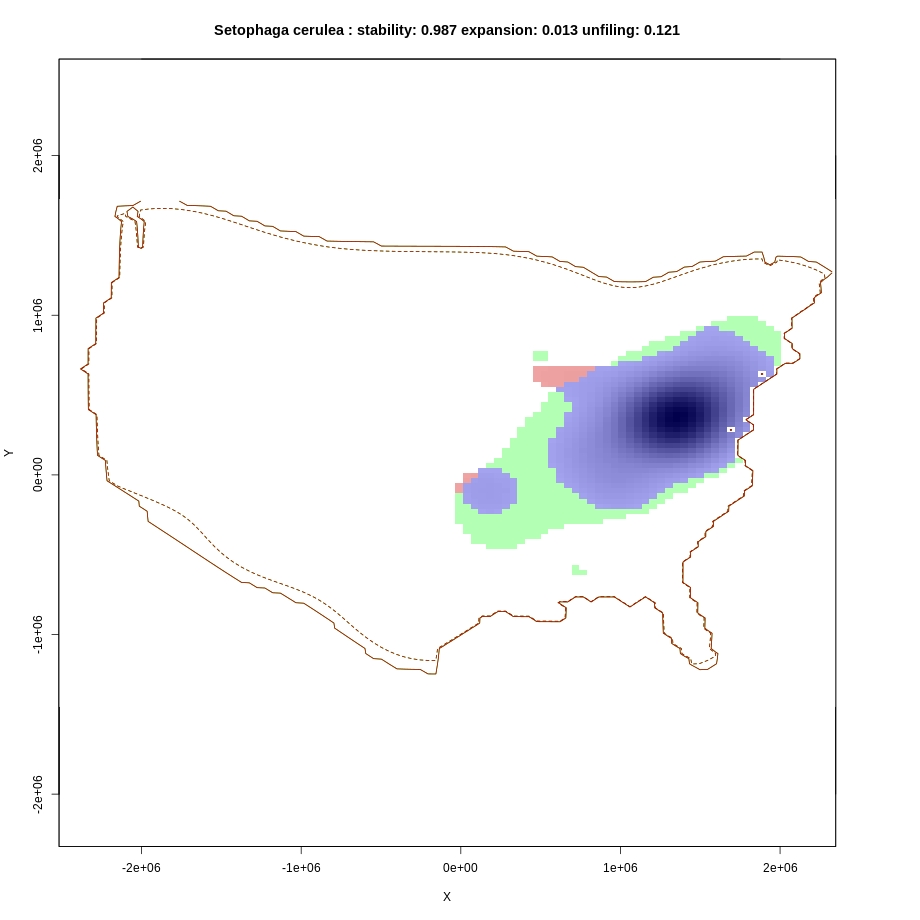 Setophaga cerulea : stability: 0.987 expansion: 0.013 unfiling: 0.121
2e+06
1e+06
0e+00
-1e+06
-2e+06
Y
-2e+06 -1e+06 0e+00 1e+06 2e+06
X